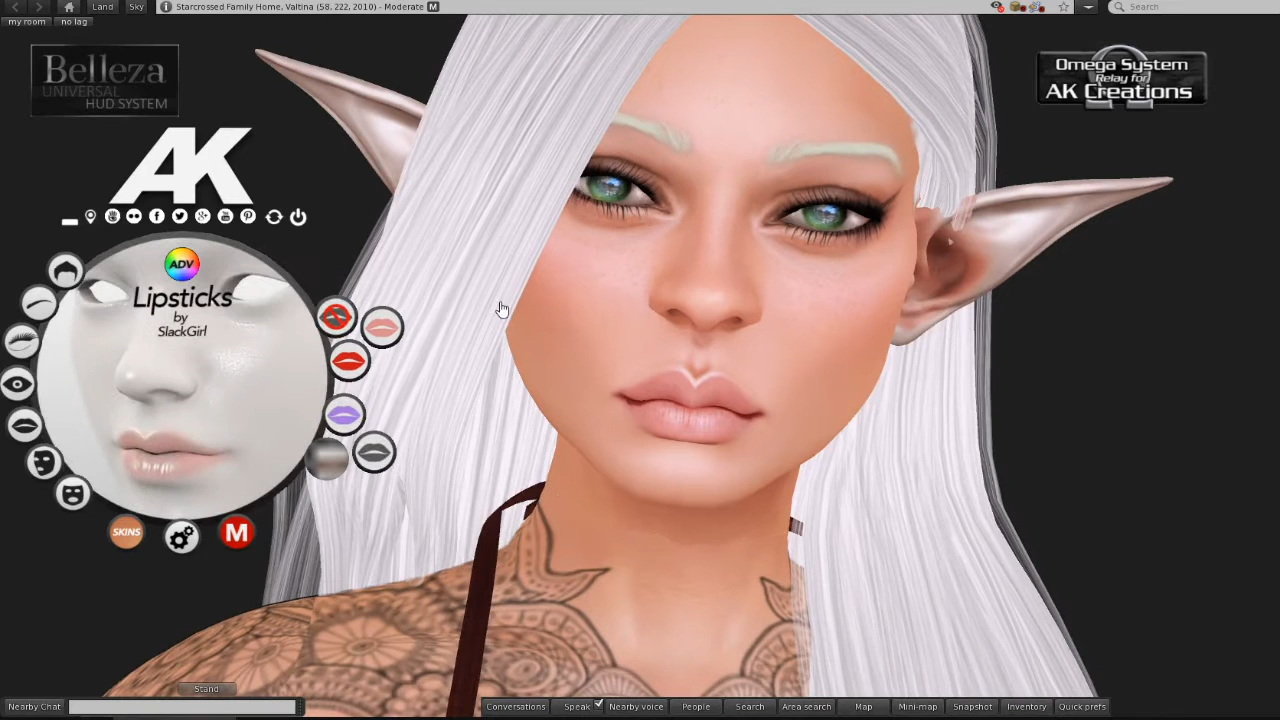 Land
Sky
Starcrossed Family Home, Valtina (58, 222, 2010) - Moderate M
Search
my room
no lag
Belleza
UNIVERSAL
HUD SYSTEM
Omega System
Relay for
AK Creations
AK
ADV
Lipsticks
by
SlackGirl
SKINS
M
Stand
Nearby Chat
Conversations
Speak
Nearby voice
People
Search
Area search
Map
Mini-map
Snapshot
Inventory
Quick prefs